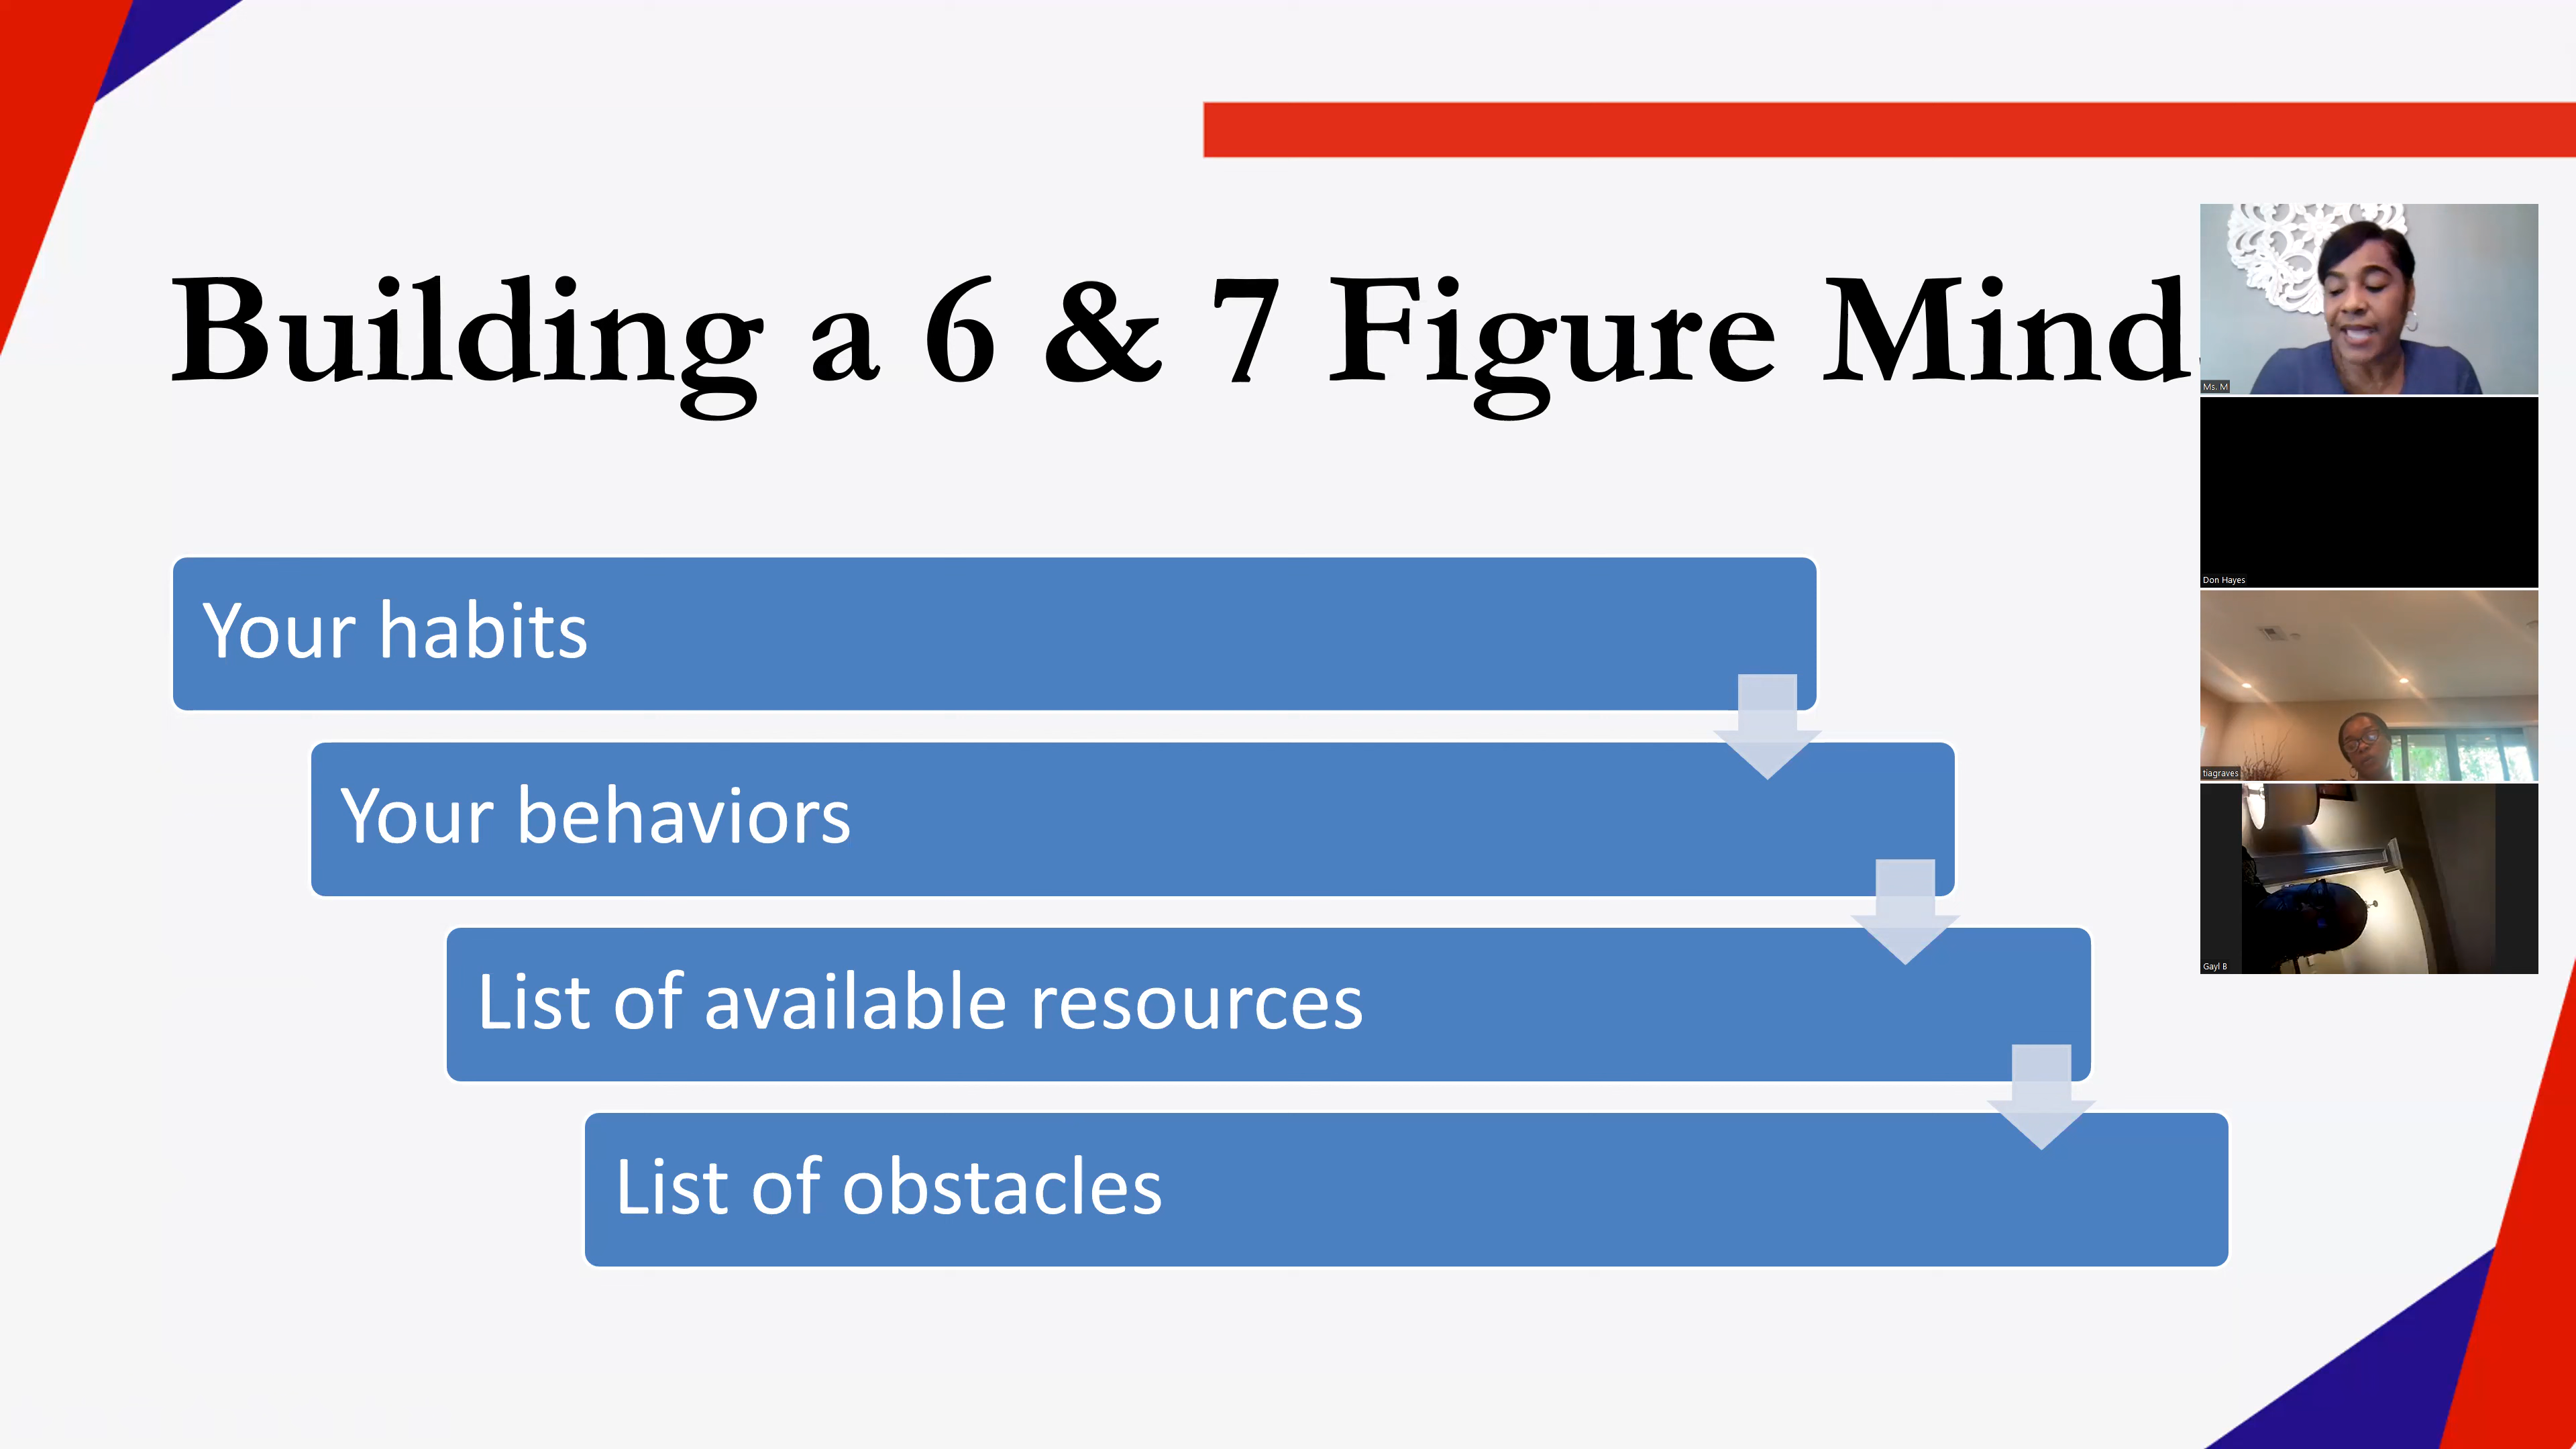 Building a 6 & 7 Figure Mind
Your habits
Your behaviors
List of available resources
List of obstacles
Ms. M
Don Hayes
tiagraves
Gayl B